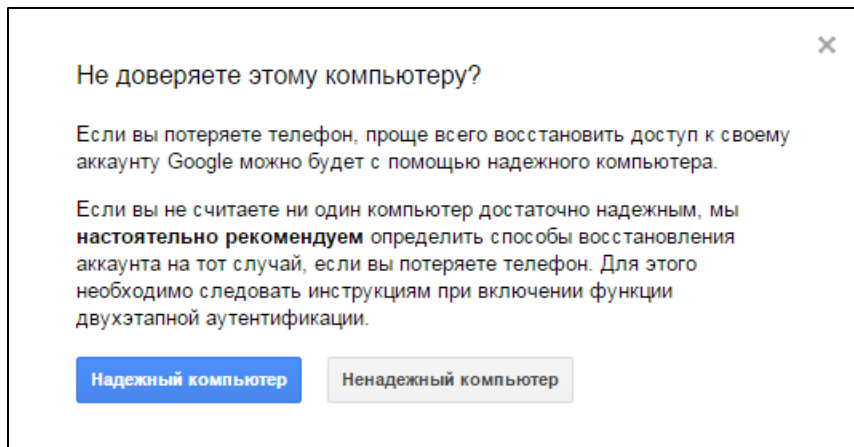 Не доверяете этому компьютеру?
Если вы потеряете телефон, проще всего восстановить доступ к своему
аккаунту Google можно будет с помощью надежного компьютера.
Если вы не считаете ни один компьютер достаточно надежным, мы
настоятельно рекомендуем определить способы восстановления
аккаунта на тот случай, если вы потеряете телефон. Для этого
необходимо следовать инструкциям при включении функции
двухэтапной аутентификации.
Надежный компьютер
Ненадежный компьютер